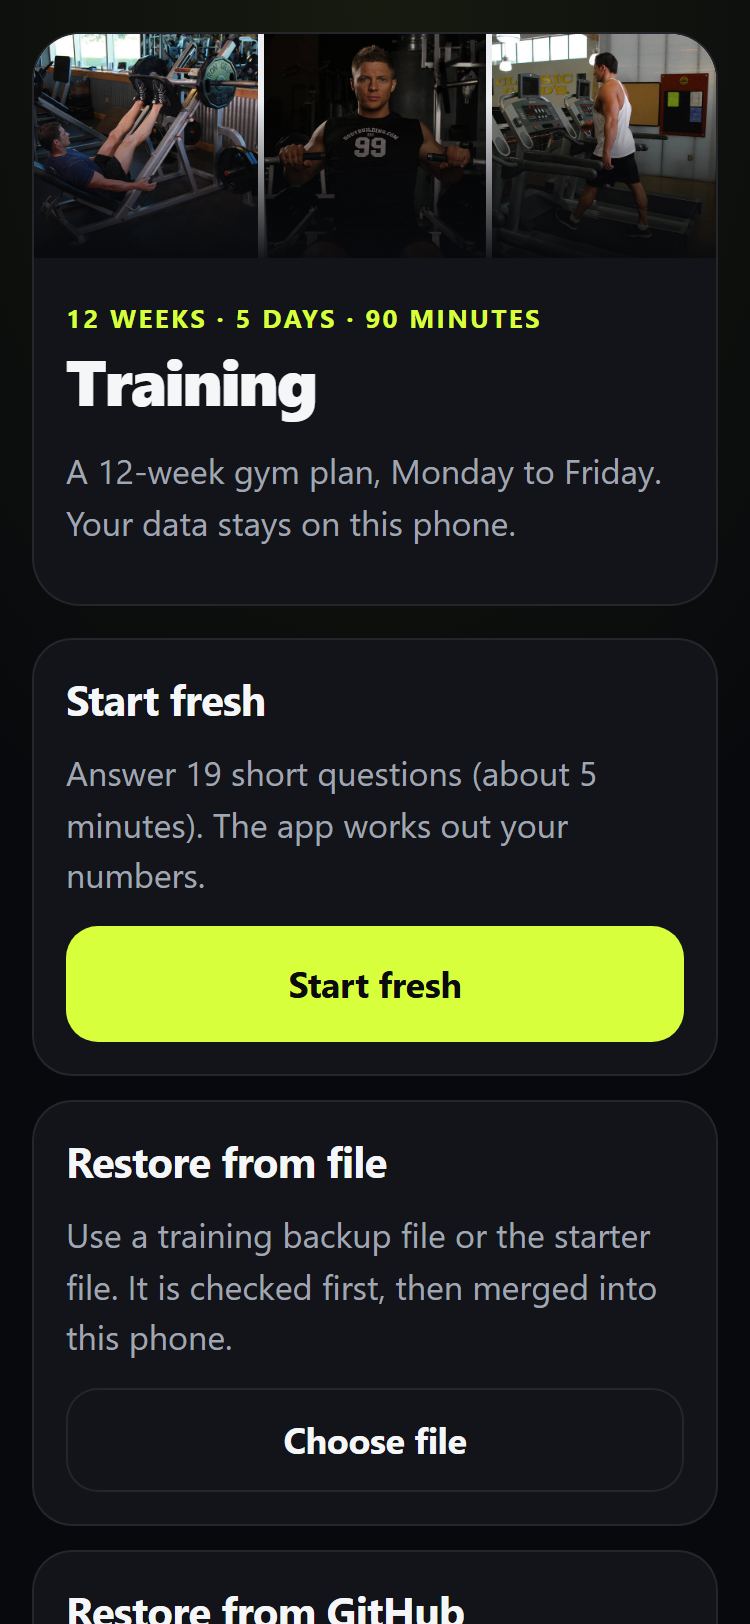 BODYBUILDING.COM
99
12 WEEKS · 5 DAYS · 90 MINUTES
Training
A 12-week gym plan, Monday to Friday.
Your data stays on this phone.
Start fresh
Answer 19 short questions (about 5
minutes). The app works out your
numbers.
Start fresh
Restore from file
Use a training backup file or the starter
file. It is checked first, then merged into
this phone.
Choose file
Restore from GitHub